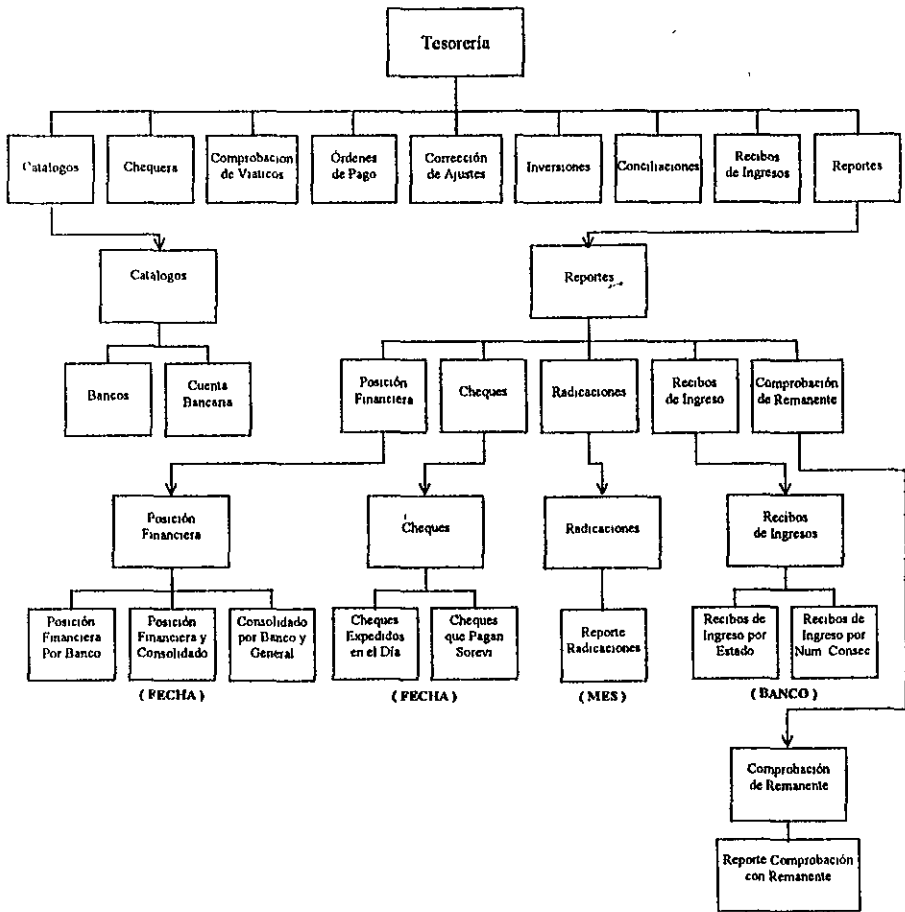 Tesorería
Catálogos
Chequera
Comprobacion
de Viaticos
Órdenes
de Pago
Corrección
de Ajustes
Inversiones
Conciliaciones
Recibos
de Ingresos
Reportes
Catálogos
Reportes
Bancos
Cuenta
Bancana
Posición
Financiera
Cheques
Radicaciones
Recibos
de Ingreso
Comprobación
de Remanente
Posición
Financiera
Cheques
Radicaciones
Recibos
de Ingresos
Posición
Financiera
Por Banco
Posición
Financiera y
Consolidado
Consolidado
por Banco y
General
Cheques
Expedidos
en el Día
Cheques
que Pagan
Sorevi
Reporte
Radicaciones
Recibos de
Ingreso por
Estado
Recibos de
Ingreso por
Num Consec
( FECHA )
( FECHA )
( MES )
( BANCO )
Comprobación
de Remanente
Reporte Comprobación
con Remanente